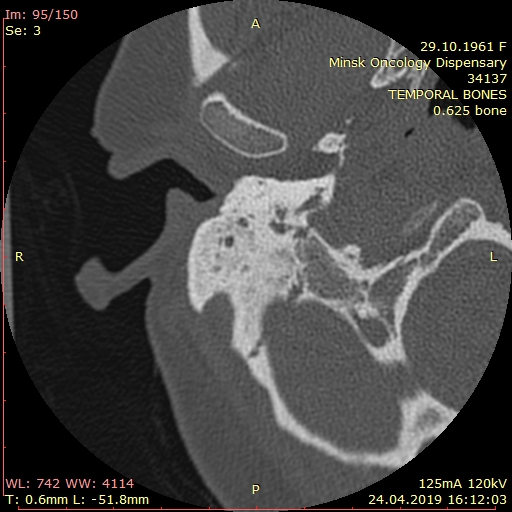 Im: 95/150
Se: 3
A
29.10.1961 F
Minsk Oncology Dispensary
34137
TEMPORAL BONES
0.625 bone
R
L
WL: 742 WW: 4114
T: 0.6mm L: -51.8mm
P
125mA 120kV
24.04.2019 16:12:03